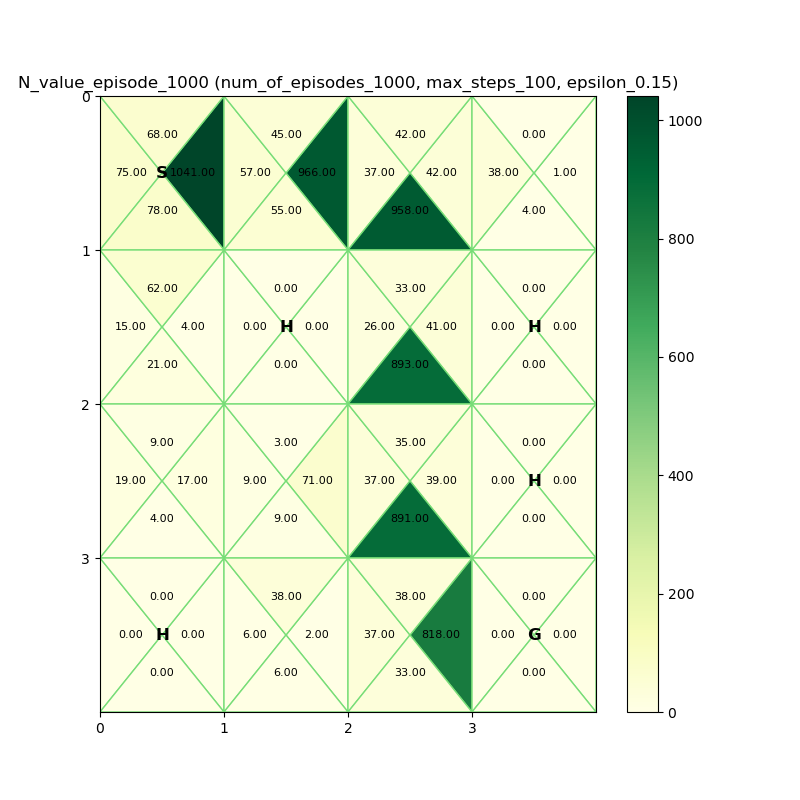 N_value_episode_1000 (num_of_episodes_1000, max_steps_100, epsilon_0.15)
0
68.00 45.00 42.00 0.00 1000
75.00 S 1041.00 57.00 966.00 37.00 42.00 38.00 1.00
78.00 55.00 958.00 4.00
1 800
62.00 0.00 33.00 0.00
15.00 4.00 0.00 H 0.00 26.00 41.00 0.00 H 0.00
21.00 0.00 893.00 0.00 600
2
9.00 3.00 35.00 0.00 400
19.00 17.00 9.00 71.00 37.00 39.00 0.00 H 0.00
4.00 9.00 891.00 0.00
3
0.00 38.00 38.00 0.00 200
0.00 H 0.00 6.00 2.00 37.00 818.00 0.00 G 0.00
0.00 6.00 33.00 0.00
0
0 1 2 3